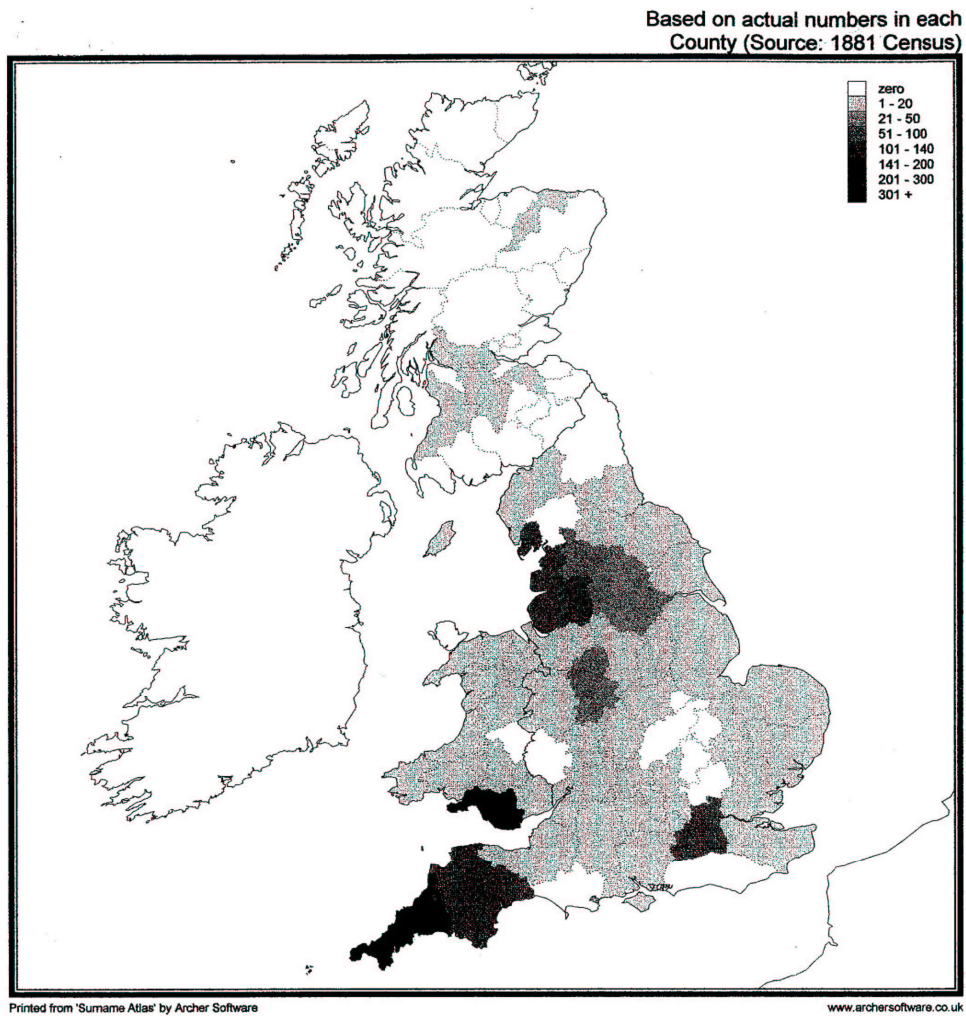 Based on actual numbers in each
County (Source: 1881 Census)
zero
1 - 20
21 - 50
51 - 100
101 - 140
141 - 200
201 - 300
301 +
Printed from 'Surname Atlas' by Archer Software
www.archersoftware.co.uk